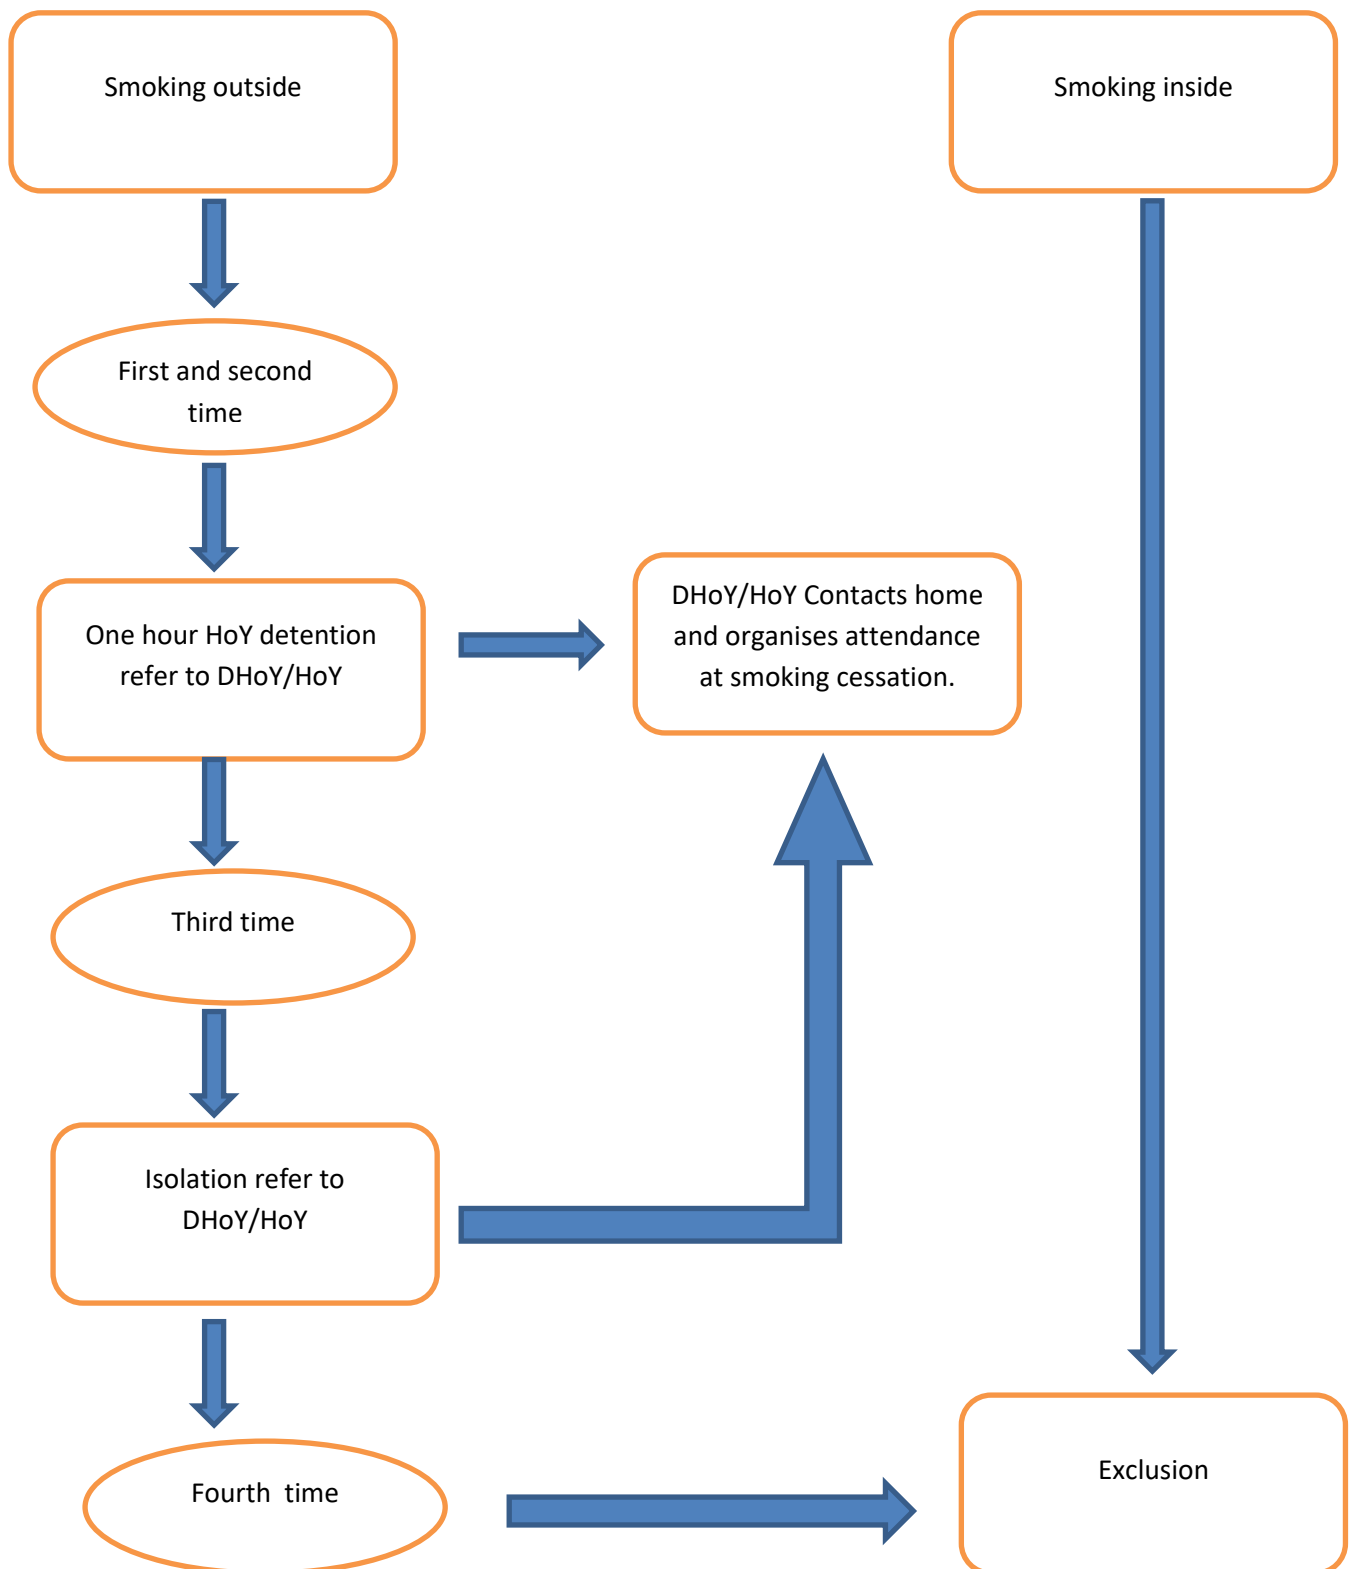 Smoking outside
Smoking inside
First and second
time
One hour HoY detention
refer to DHoY/HoY
DHoY/HoY Contacts home
and organises attendance
at smoking cessation.
Third time
Isolation refer to
DHoY/HoY
Fourth  time
Exclusion